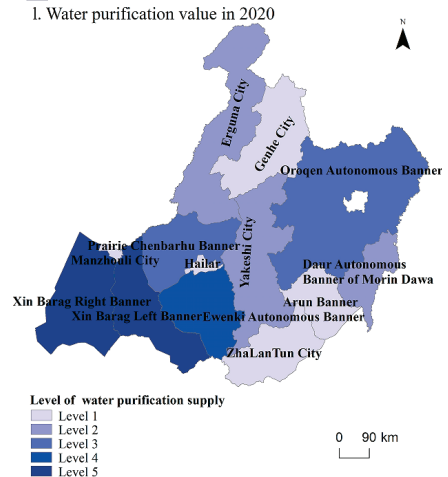 l. Water purification value in 2020
N
Erguna City
Genhe City
Oroqen Autonomous Banner
Yakeshi City
Prairie Chenbarhu Banner
Manzhouli City
Hailar
Daur Autonomous
Banner of Morin Dawa
Xin Barag Right Banner
Arun Banner
Xin Barag Left Banner
Ewenki Autonomous Banner
ZhaLanTun City
Level of water purification supply
Level 1
Level 2
Level 3
Level 4
Level 5
0 90 km